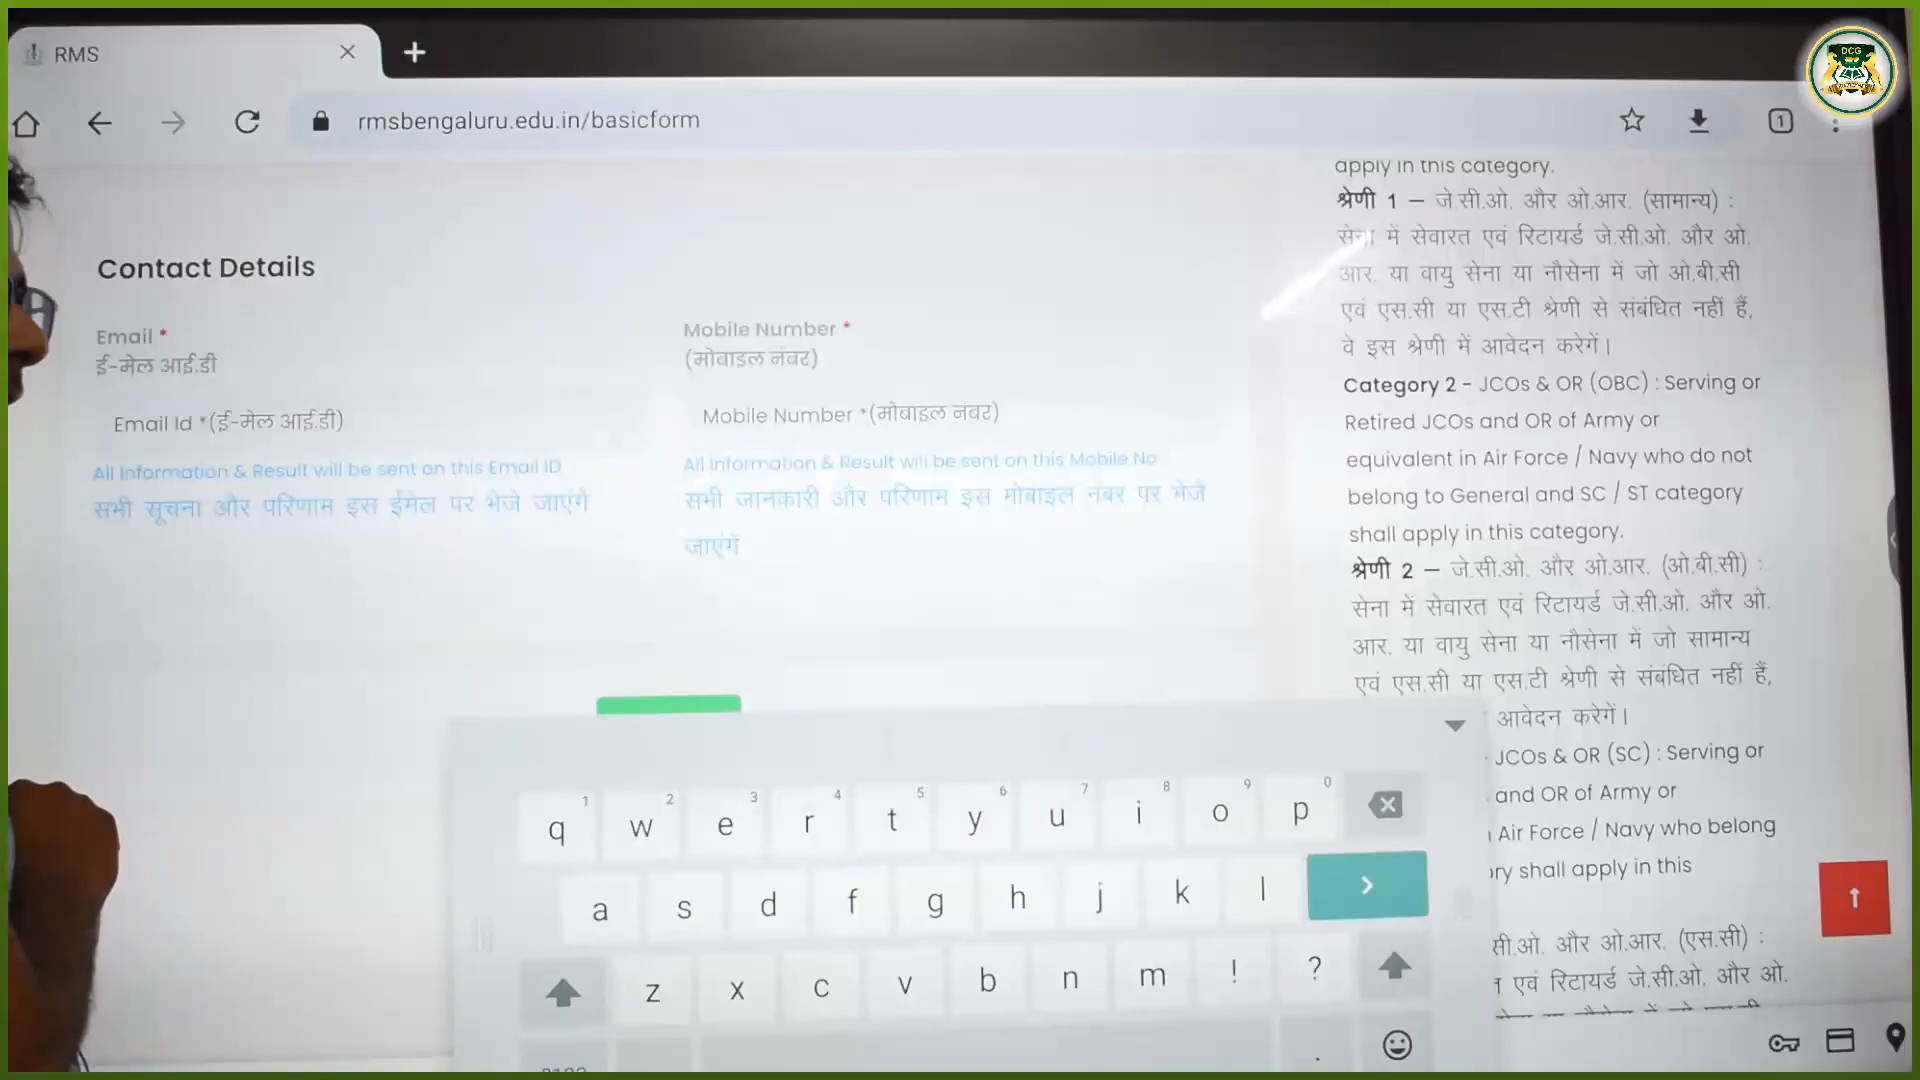 RMS
DCG
rmsbengaluru.edu.in/basicform
1
Contact Details
Email *
ई-मेल आई.डी
Email Id *(ई-मेल आई.डी)
All Information & Result will be sent on this Email ID
सभी सूचना और परिणाम इस ईमेल पर भेजे जाएंगे
Mobile Number *
(मोबाइल नंबर)
Mobile Number *(मोबाइल नंबर)
All Information & Result will be sent on this Mobile No
सभी जानकारी और परिणाम इस मोबाइल नंबर पर भेजे
जाएंगे
apply in this category.
श्रेणी 1 – जे.सी.ओ. और ओ.आर. (सामान्य) :
सेना में सेवारत एवं रिटायर्ड जे.सी.ओ. और ओ.
आर. या वायु सेना या नौसेना में जो ओ.बी.सी
एवं एस.सी या एस.टी श्रेणी से संबंधित नहीं हैं,
वे इस श्रेणी में आवेदन करेगें।
Category 2 - JCOs & OR (OBC) : Serving or
Retired JCOs and OR of Army or
equivalent in Air Force / Navy who do not
belong to General and SC / ST category
shall apply in this category.
श्रेणी 2 – जे.सी.ओ. और ओ.आर. (ओ.बी.सी) :
सेना में सेवारत एवं रिटायर्ड जे.सी.ओ. और ओ.
आर. या वायु सेना या नौसेना में जो सामान्य
एवं एस.सी या एस.टी श्रेणी से संबंधित नहीं हैं,
आवेदन करेगें।
JCOs & OR (SC) : Serving or
and OR of Army or
Air Force / Navy who belong
shall apply in this
सी.ओ. और ओ.आर. (एस.सी) :
एवं रिटायर्ड जे.सी.ओ. और ओ.
1 2 3 4 5 6 7 8 9 0
q w e r t y u i o p
a s d f g h j k l
z x c v b n m ! ?
.